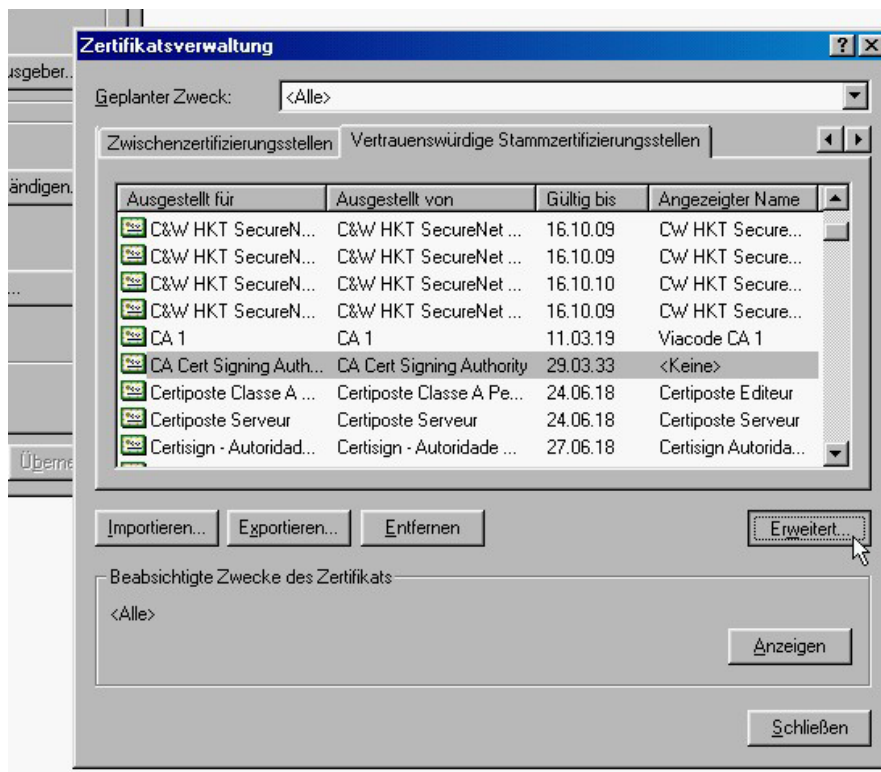 Zertifikatsverwaltung
usgeber..
Geplanter Zweck: <Alle>
Zwischenzertifizierungsstellen Vertrauenswürdige Stammzertifizierungsstellen
ändigen.
Ausgestellt für Ausgestellt von Gültig bis Angezeigter Name
C&W HKT SecureN... C&W HKT SecureNet ... 16.10.09 CW HKT Secure...
C&W HKT SecureN... C&W HKT SecureNet ... 16.10.09 CW HKT Secure...
C&W HKT SecureN... C&W HKT SecureNet ... 16.10.10 CW HKT Secure...
...
C&W HKT SecureN... C&W HKT SecureNet ... 16.10.09 CW HKT Secure...
CA 1 CA 1 11.03.19 Viacode CA 1
CA Cert Signing Auth... CA Cert Signing Authority 29.03.33 <Keine>
Certiposte Classe A ... Certiposte Classe A Pe... 24.06.18 Certiposte Editeur
Certiposte Serveur Certiposte Serveur 24.06.18 Certiposte Serveur
Certisign - Autoridad... Certisign - Autoridade ... 27.06.18 Certisign Autorida...
Überne
Importieren... Exportieren... Entfernen Erweitert...
Beabsichtigte Zwecke des Zertifikats
<Alle>
Anzeigen
Schließen